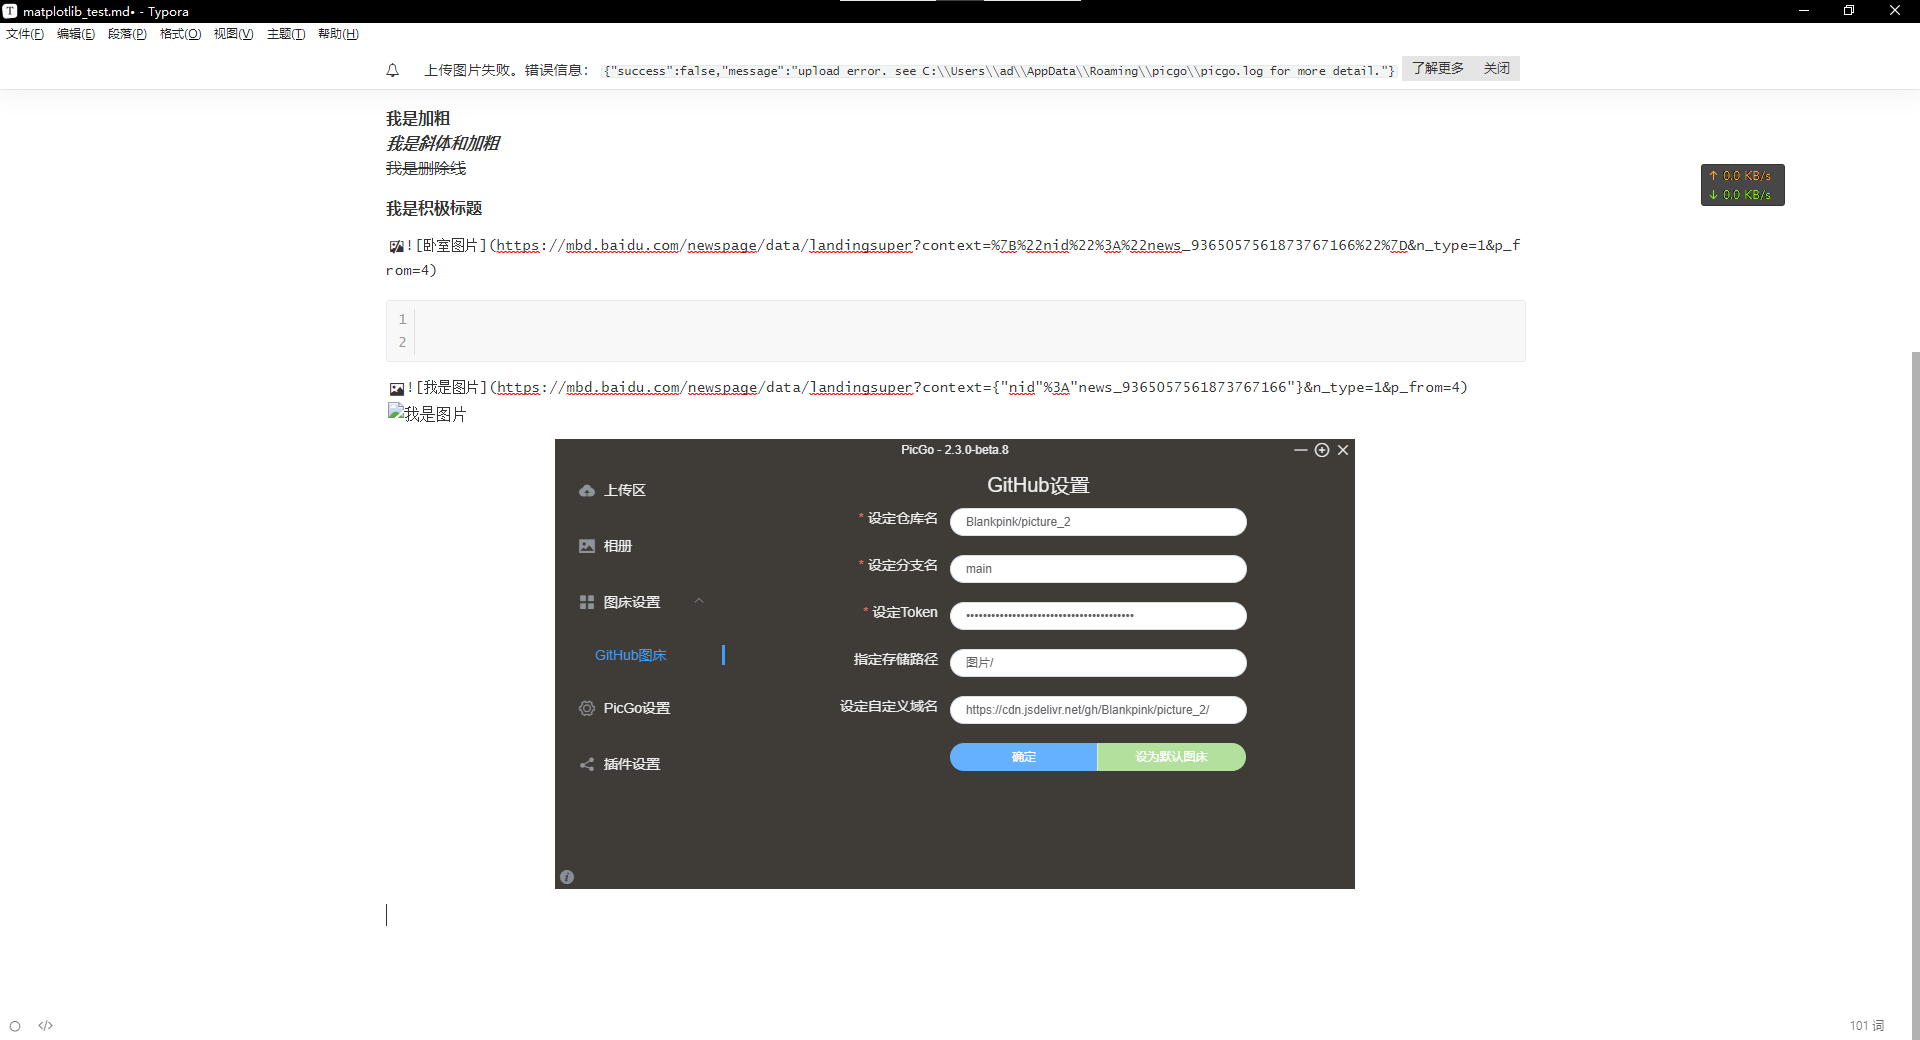 matplotlib_test.md• - Typora
文件(F) 编辑(E) 段落(P) 格式(O) 视图(V) 主题(T) 帮助(H)
上传图片失败。错误信息： {"success":false,"message":"upload error. see C:\\Users\\ad\\AppData\\Roaming\\picgo\\picgo.log for more detail."} 了解更多 关闭
我是加粗
我是斜体和加粗
我是删除线
↑ 0.0 KB/s
↓ 0.0 KB/s
我是积极标题
![卧室图片](https://mbd.baidu.com/newspage/data/landingsuper?context=%7B%22nid%22%3A%22news_9365057561873767166%22%7D&n_type=1&p_f
rom=4)
1
2
![我是图片](https://mbd.baidu.com/newspage/data/landingsuper?context={"nid"%3A"news_9365057561873767166"}&n_type=1&p_from=4)
我是图片
PicGo - 2.3.0-beta.8
上传区
相册
图床设置
GitHub图床
PicGo设置
插件设置
GitHub设置
* 设定仓库名 Blankpink/picture_2
* 设定分支名 main
* 设定Token ••••••••••••••••••••••••••••••••••••••••
指定存储路径 图片/
设定自定义域名 https://cdn.jsdelivr.net/gh/Blankpink/picture_2/
确定 设为默认图床
</> 101 词